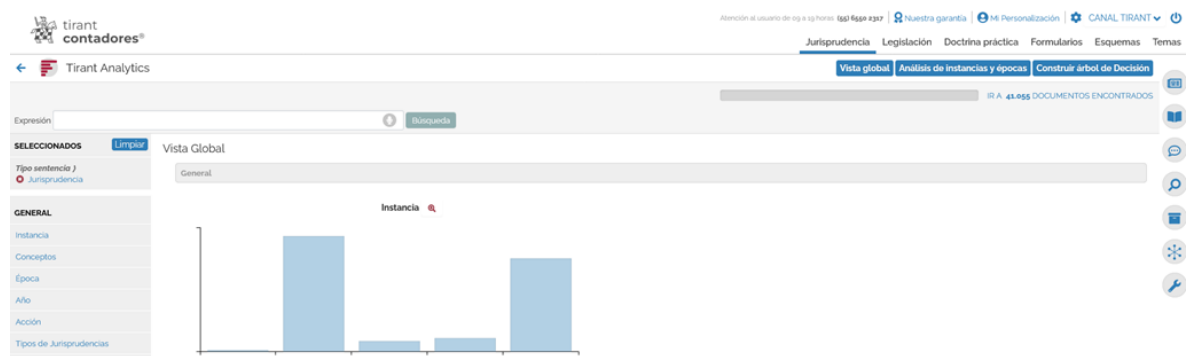 tirant
contadores®
Atención al usuario de 09 a 19 horas (55) 6550 2317 Nuestra garantía Mi Personalización CANAL TIRANT
Jurisprudencia Legislación Doctrina práctica Formularios Esquemas Temas
Tirant Analytics
Vista global Análisis de instancias y épocas Construir árbol de Decisión
IR A 41.055 DOCUMENTOS ENCONTRADOS
Expresión Búsqueda
SELECCIONADOS Limpiar
Tipo sentencia )
Jurisprudencia
Vista Global
General
GENERAL
Instancia
Instancia
Conceptos
Época
Año
Acción
Tipos de Jurisprudencias